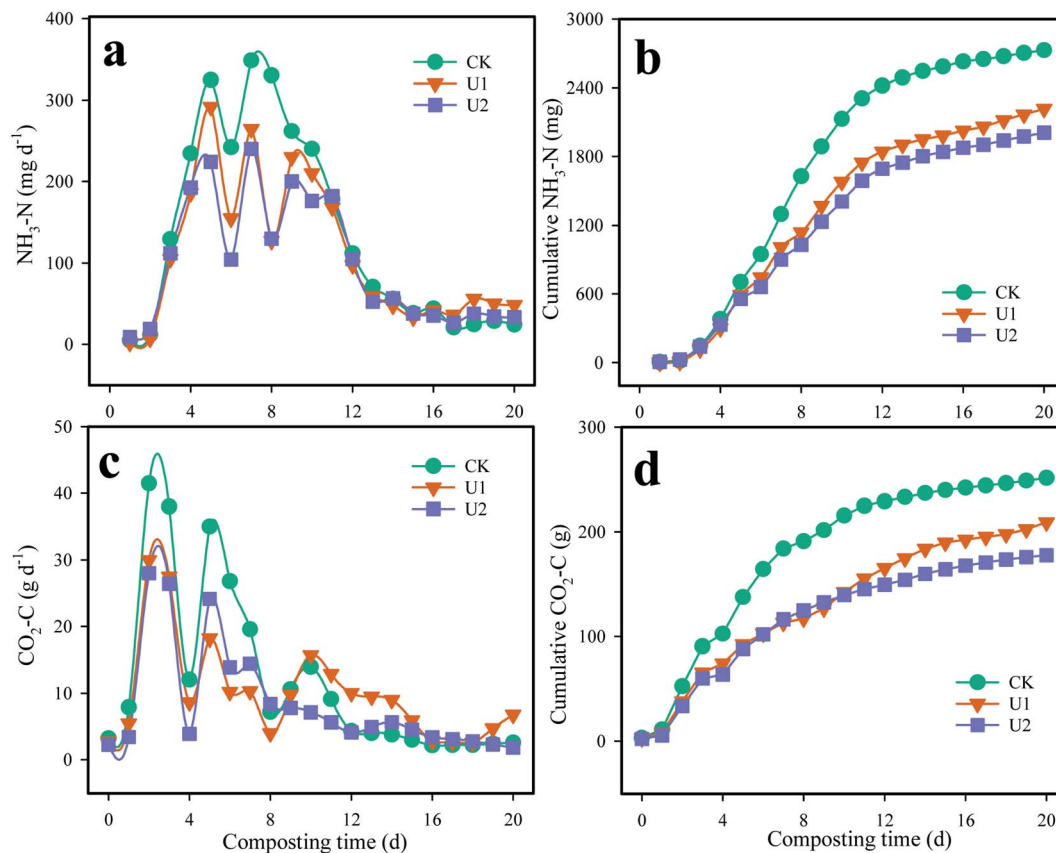 a
NH₃-N (mg d⁻¹)
400
300
200
100
0
CK
U1
U2
0 4 8 12 16 20
b
Cumulative NH₃-N (mg)
3000
2400
1800
1200
600
0
CK
U1
U2
0 4 8 12 16 20
c
CO₂-C (g d⁻¹)
50
40
30
20
10
0
CK
U1
U2
0 4 8 12 16 20
Composting time (d)
d
Cumulative CO₂-C (g)
300
200
100
0
CK
U1
U2
0 4 8 12 16 20
Composting time (d)